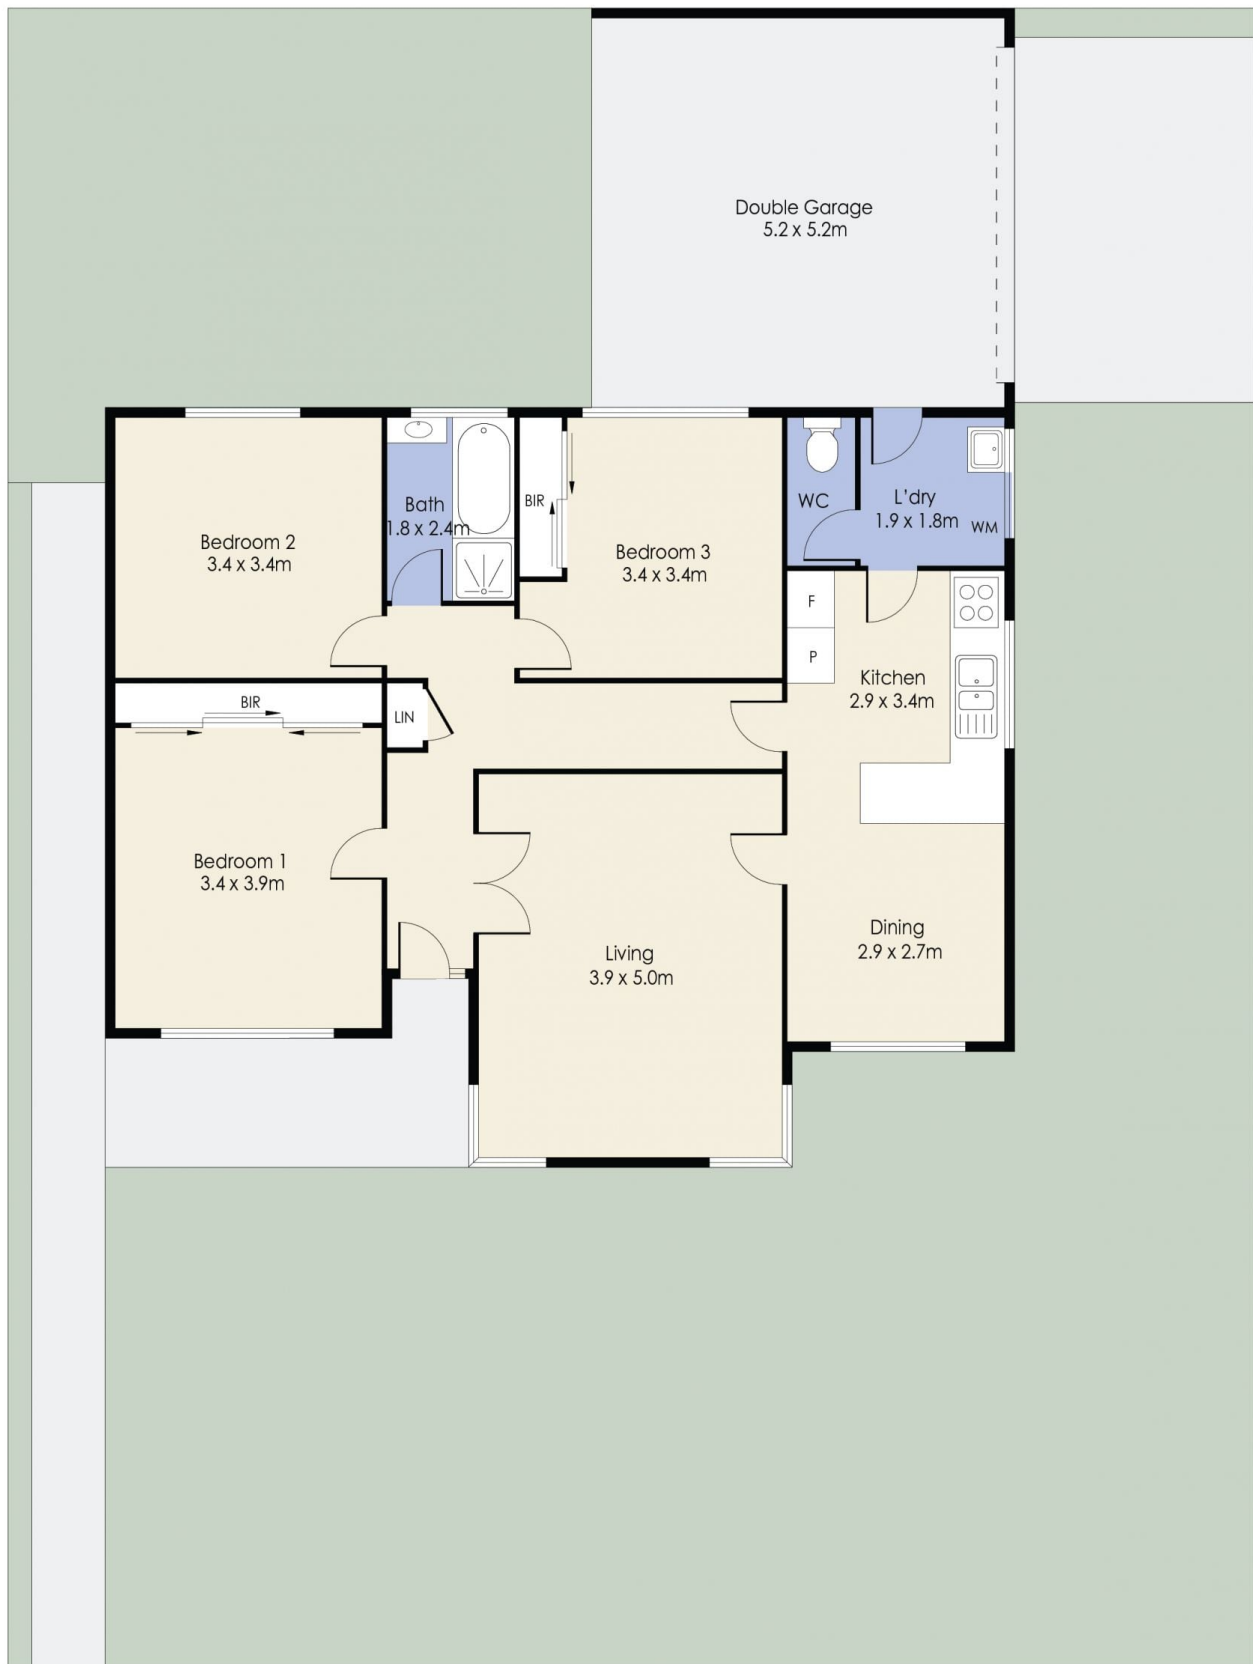 Double Garage
5.2 x 5.2m
Bath
1.8 x 2.4m
BIR
WC
L'dry
1.9 x 1.8m
WM
Bedroom 2
3.4 x 3.4m
Bedroom 3
3.4 x 3.4m
F
P
Kitchen
2.9 x 3.4m
BIR
LIN
Bedroom 1
3.4 x 3.9m
Dining
2.9 x 2.7m
Living
3.9 x 5.0m